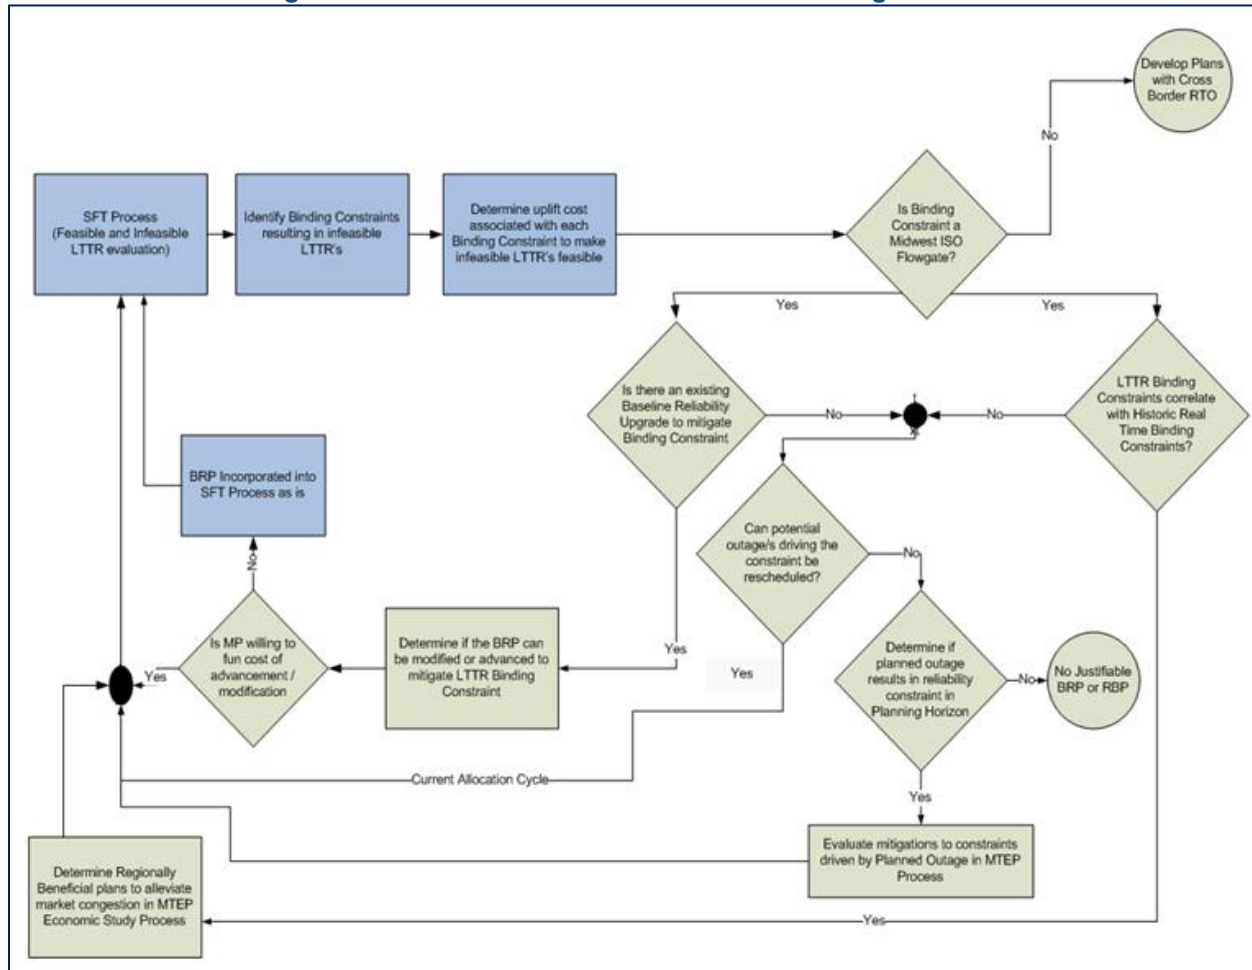 Develop Plans
with Cross
Border RTO
No
SFT Process
(Feasible and Infeasible
LTTR evaluation)
Identify Binding Constraints
resulting in infeasible
LTTR's
Determine uplift cost
associated with each
Binding Constraint to make
infeasible LTTR's feasible
Is Binding
Constraint a
Midwest ISO
Flowgate?
Yes
Yes
Is there an existing
Baseline Reliability
Upgrade to mitigate
Binding Constraint
No
No
LTTR Binding
Constraints correlate
with Historic Real
Time Binding
Constraints?
BRP Incorporated into
SFT Process as is
Can potential
outage/s driving the
constraint be
rescheduled?
No
No
Is MP willing to
fun cost of
advancement /
modification
Yes
Determine if the BRP can
be modified or advanced to
mitigate LTTR Binding
Constraint
Yes
Yes
Determine if
planned outage
results in reliability
constraint in
Planning Horizon
No
No Justifiable
BRP or RBP
Current Allocation Cycle
Yes
Evaluate mitigations to constraints
driven by Planned Outage in MTEP
Process
Determine Regionally
Beneficial plans to alleviate
market congestion in MTEP
Economic Study Process
Yes